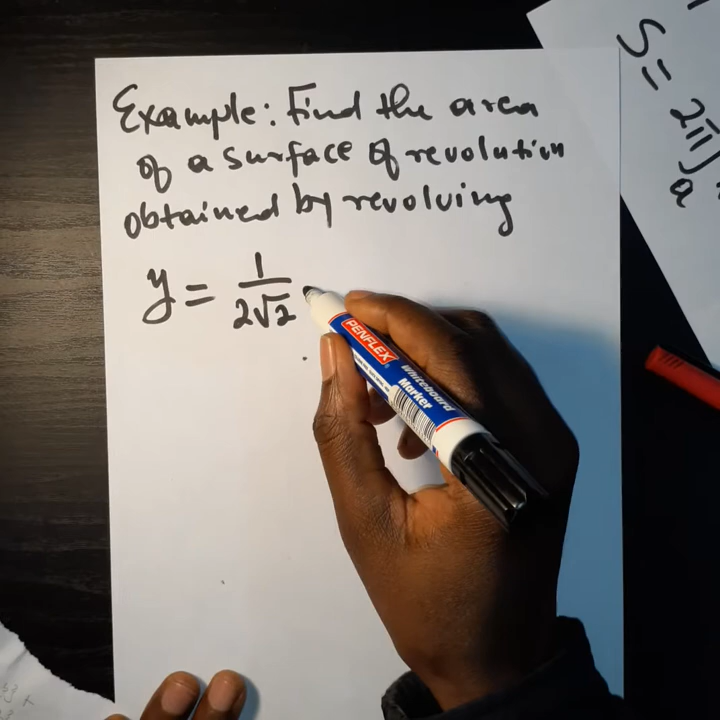 Example: Find the area
of a surface of revolution
obtained by revolving
y = 1/(2√2)
S = 2π∫
a
PENFLEX
Whiteboard
Marker